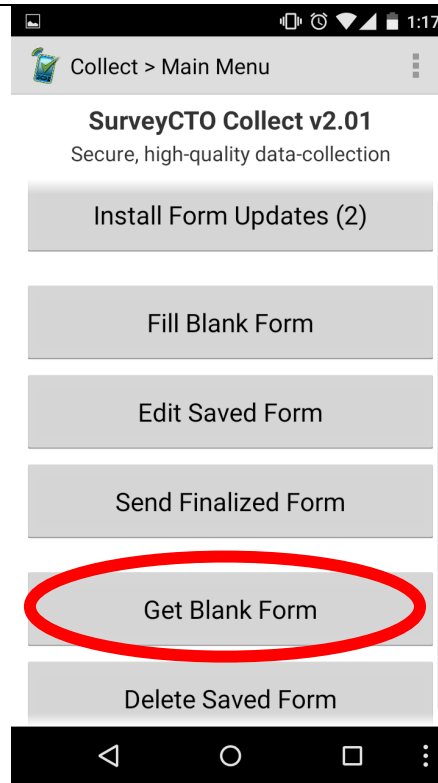 1:17
Collect > Main Menu
SurveyCTO Collect v2.01
Secure, high-quality data-collection
Install Form Updates (2)
Fill Blank Form
Edit Saved Form
Send Finalized Form
Get Blank Form
Delete Saved Form